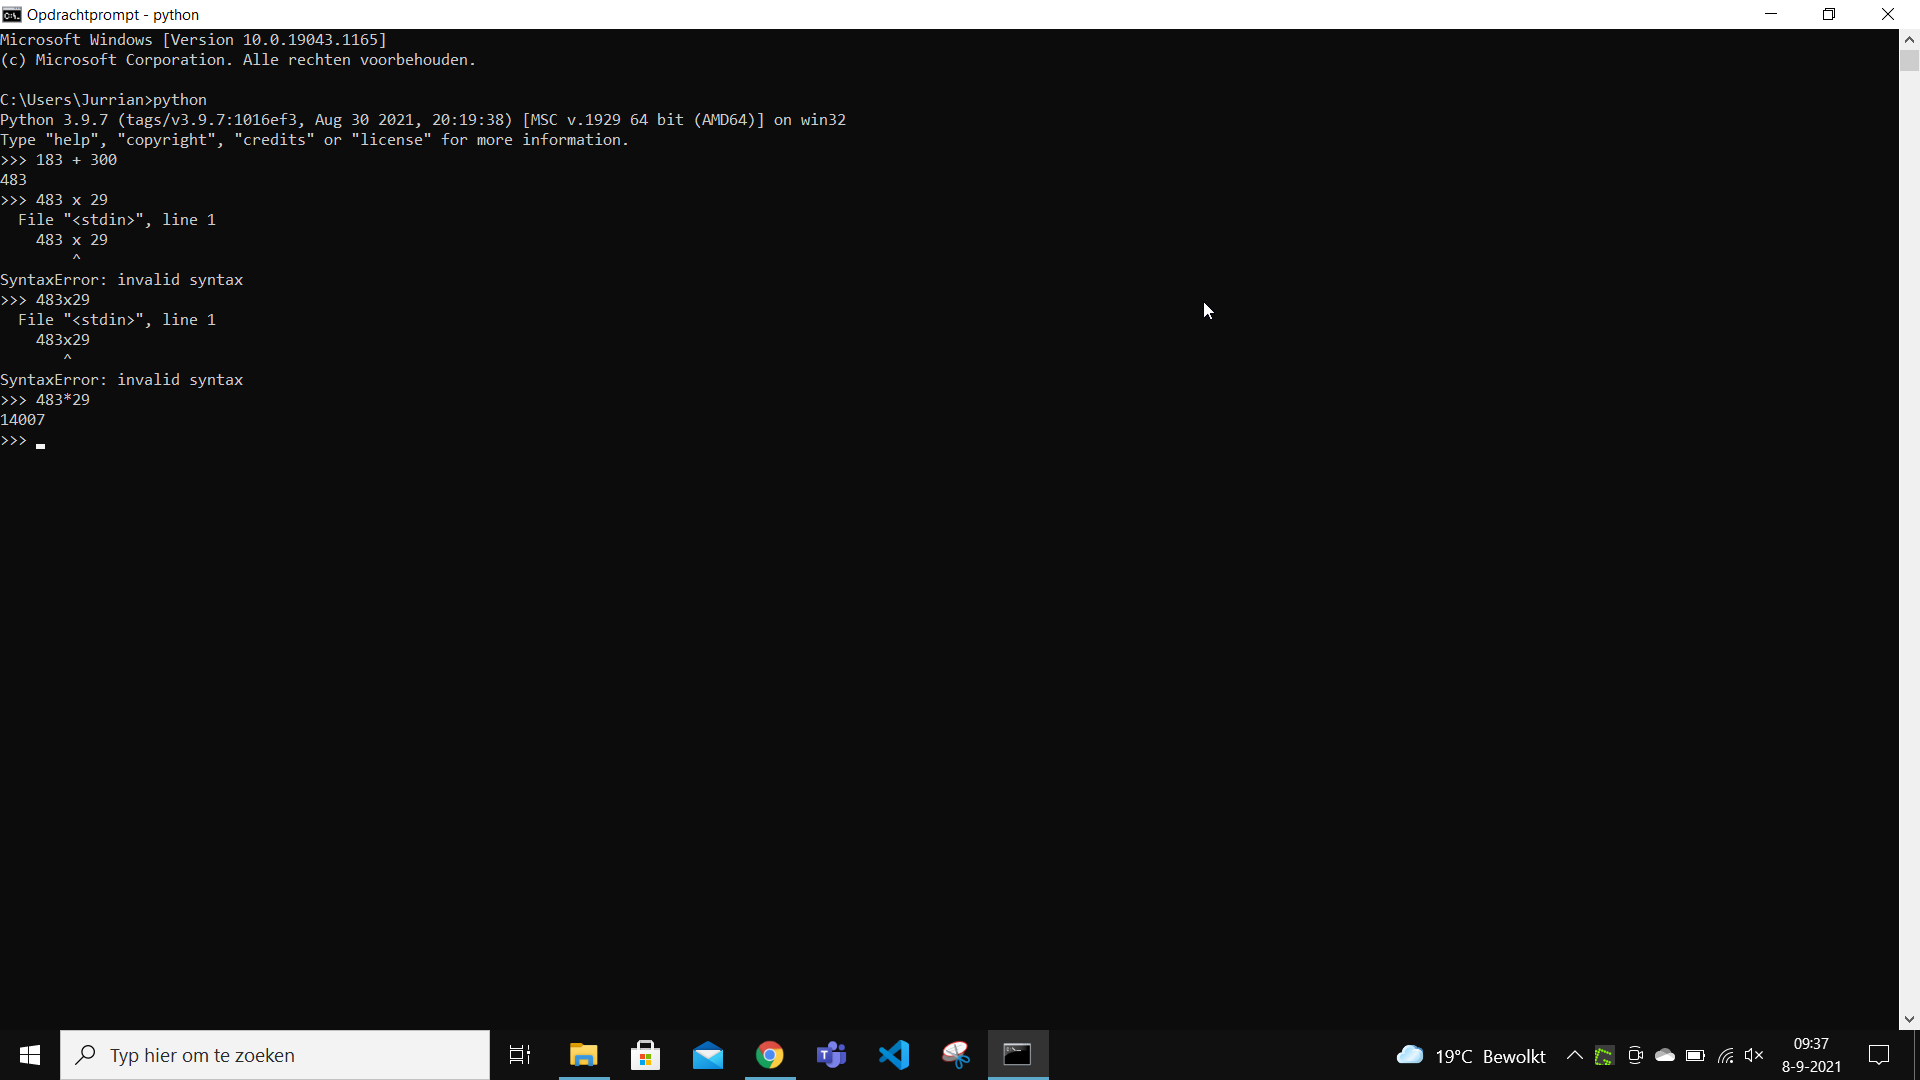 Opdrachtprompt - python
Microsoft Windows [Version 10.0.19043.1165]
(c) Microsoft Corporation. Alle rechten voorbehouden.
C:\Users\Jurrian>python
Python 3.9.7 (tags/v3.9.7:1016ef3, Aug 30 2021, 20:19:38) [MSC v.1929 64 bit (AMD64)] on win32
Type "help", "copyright", "credits" or "license" for more information.
>>> 183 + 300
483
>>> 483 x 29
  File "<stdin>", line 1
    483 x 29
        ^
SyntaxError: invalid syntax
>>> 483x29
  File "<stdin>", line 1
    483x29
       ^
SyntaxError: invalid syntax
>>> 483*29
14007
>>>
Typ hier om te zoeken
19°C Bewolkt
09:37
8-9-2021